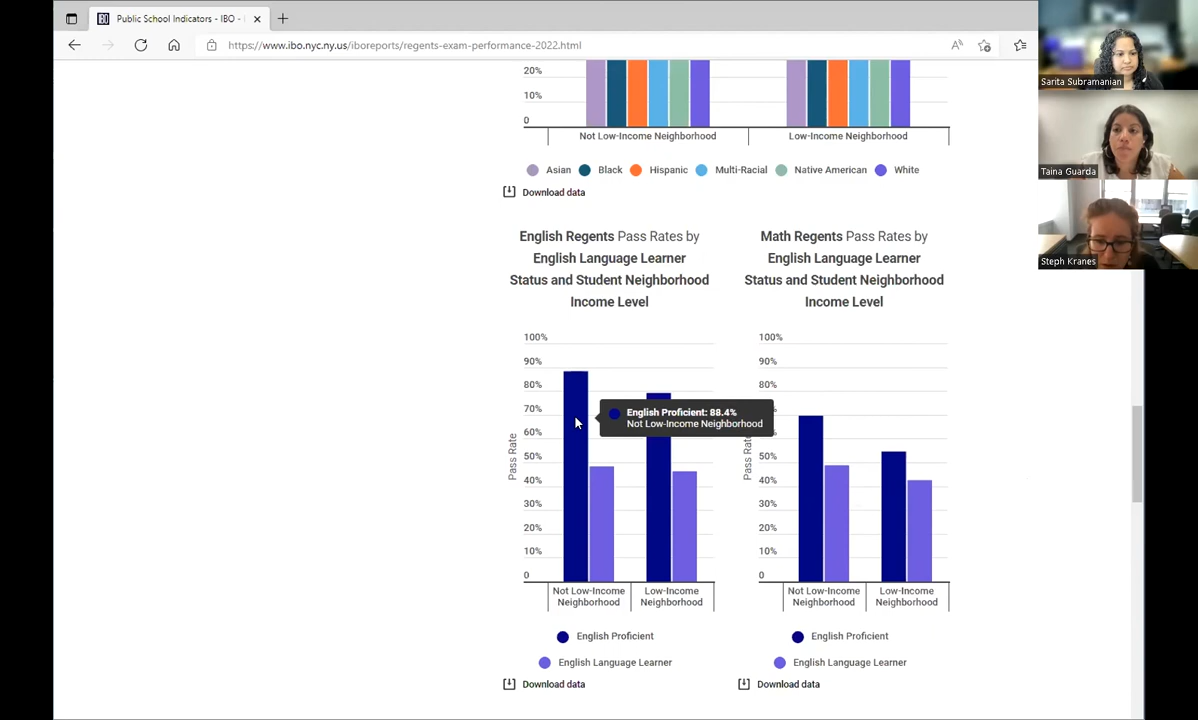 Public School Indicators - IBO -
https://www.ibo.nyc.ny.us/iboreports/regents-exam-performance-2022.html
Sarita Subramanian
Taina Guarda
Steph Kranes
20%
10%
0
20%
10%
0
Not Low-Income Neighborhood
Low-Income Neighborhood
Asian
Black
Hispanic
Multi-Racial
Native American
White
Download data
English Regents Pass Rates by
English Language Learner
Status and Student Neighborhood
Income Level
100%
90%
80%
70%
60%
50%
40%
30%
20%
10%
0
Pass Rate
English Proficient: 88.4%
Not Low-Income Neighborhood
Not Low-Income
Neighborhood
Low-Income
Neighborhood
English Proficient
English Language Learner
Download data
Math Regents Pass Rates by
English Language Learner
Status and Student Neighborhood
Income Level
100%
90%
80%
60%
50%
40%
30%
20%
10%
0
Pass Rate
Not Low-Income
Neighborhood
Low-Income
Neighborhood
English Proficient
English Language Learner
Download data